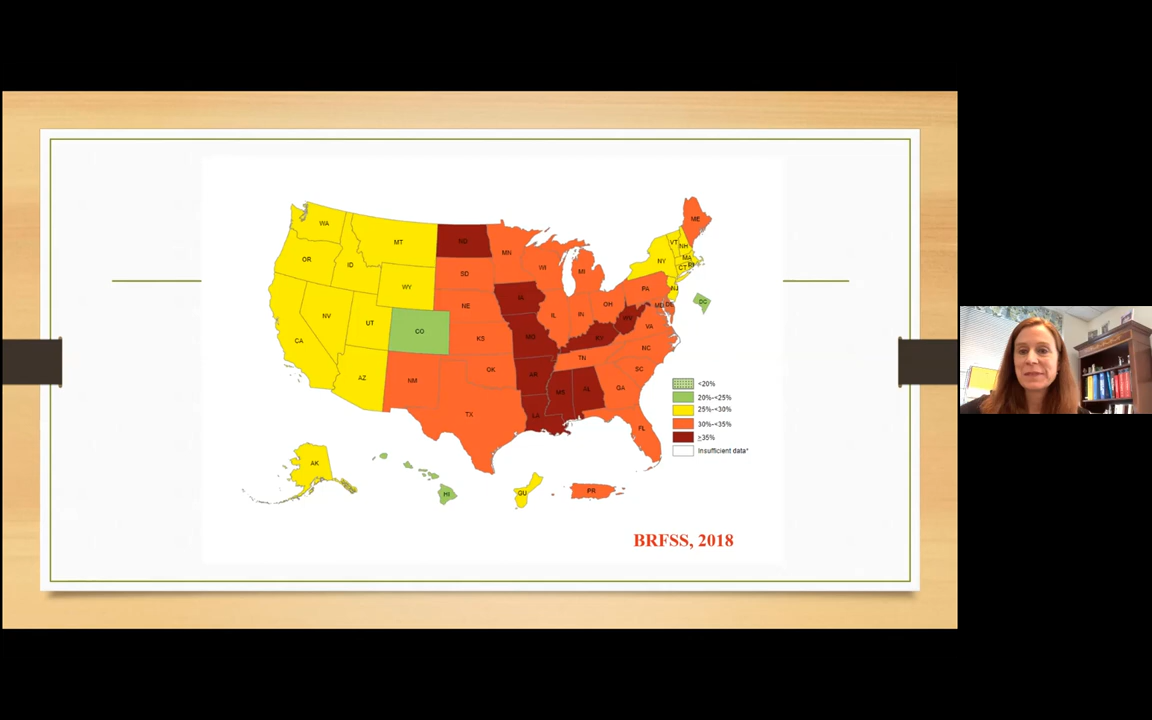 ME
WA
VT
NH
MT
ND
MN
OR
MA
NY
ID
WI
CT
RI
SD
MI
WY
PA
NJ
IA
DC
NE
MD
DE
OH
NV
IL
IN
WV
UT
VA
CO
CA
KS
MO
KY
NC
TN
AZ
OK
SC
AR
NM
<20%
GA
MS
AL
20%-<25%
25%-<30%
TX
LA
30%-<35%
FL
≥35%
Insufficient data*
AK
HI
GU
PR
BRFSS, 2018